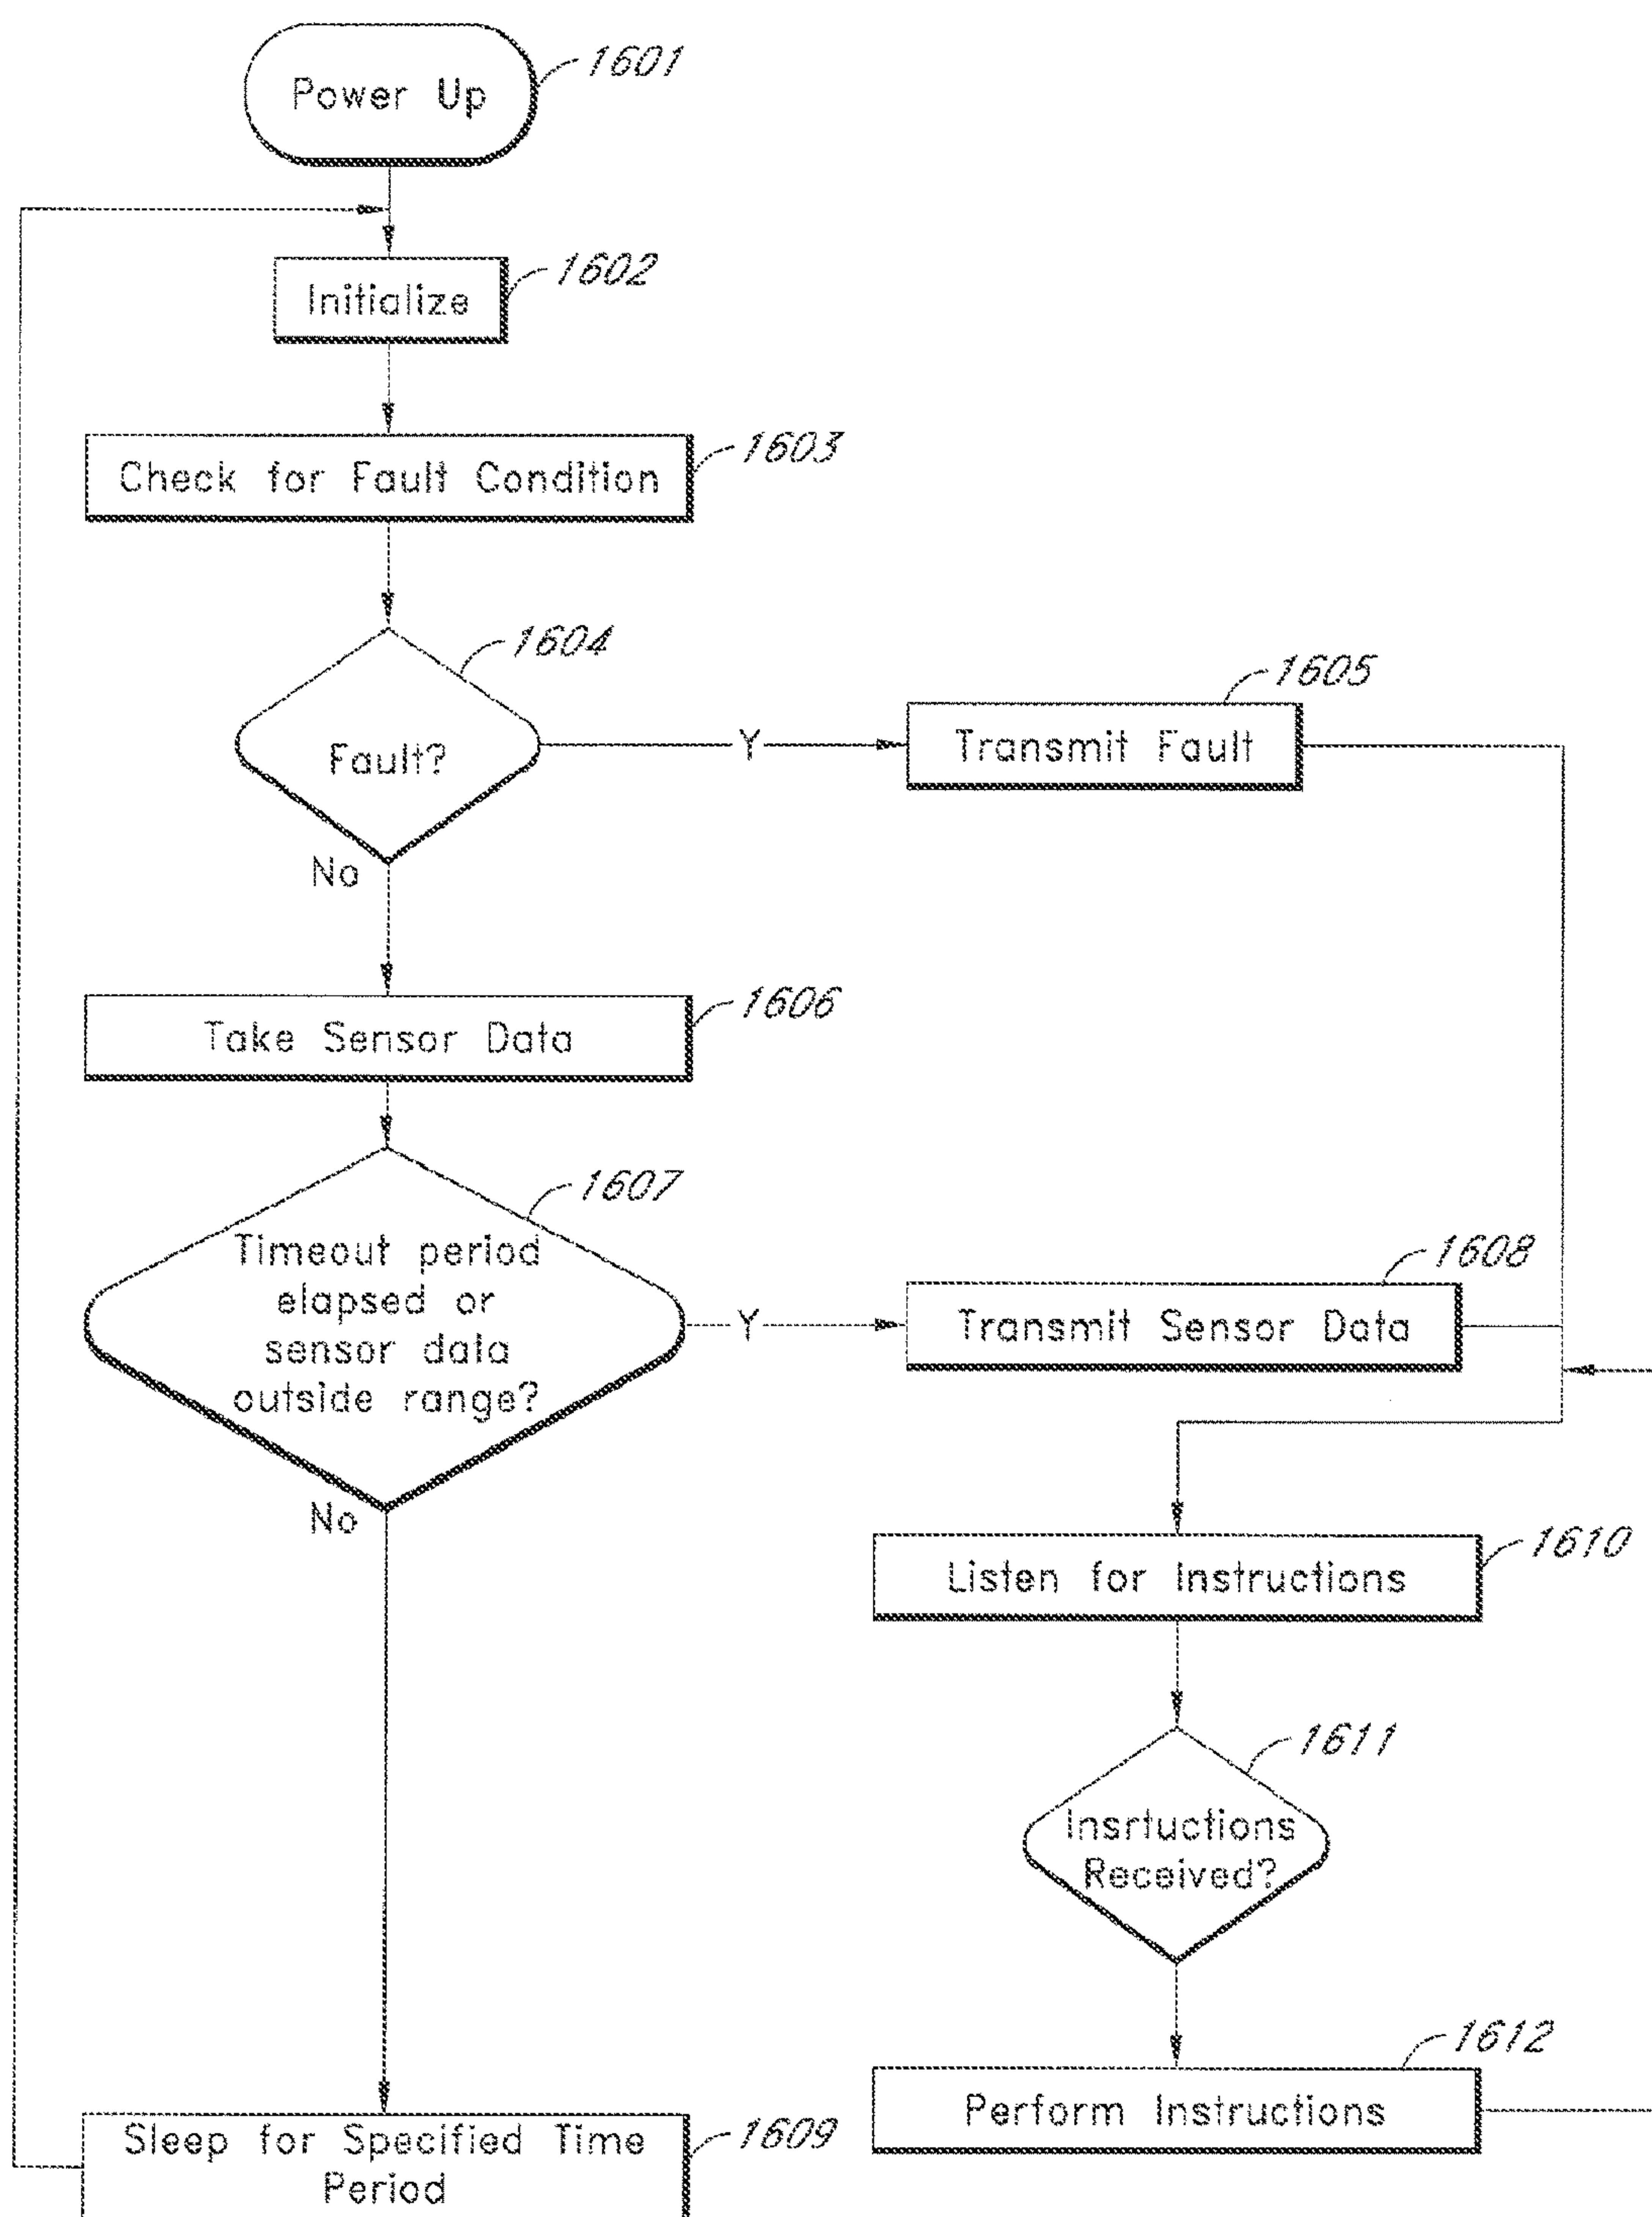 Power Up
1601
Initialize
1602
Check for Fault Condition
1603
1604
Fault?
Y
No
1605
Transmit Fault
Take Sensor Data
1606
1607
Timeout period
elapsed or
sensor data
outside range?
Y
No
1608
Transmit Sensor Data
Listen for Instructions
1610
1611
Insrtuctions
Received?
1612
Perform Instructions
Sleep for Specified Time
Period
1609